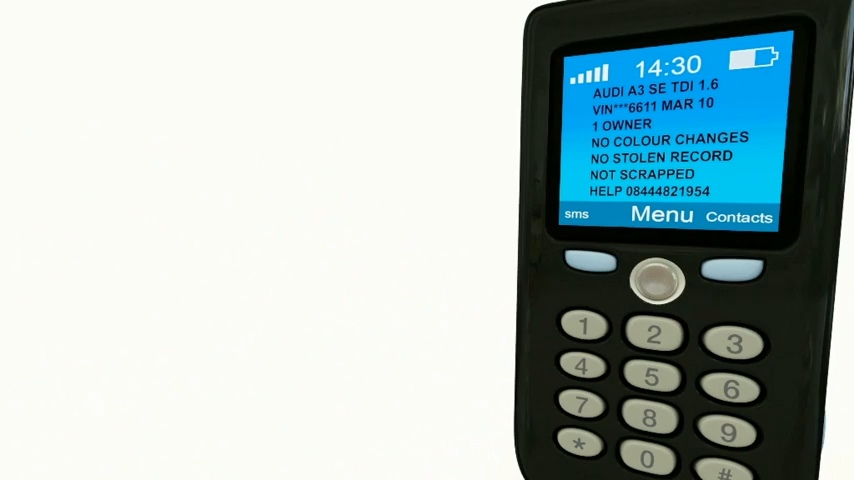 14:30
AUDI A3 SE TDI 1.6
VIN***6611 MAR 10
1 OWNER
NO COLOUR CHANGES
NO STOLEN RECORD
NOT SCRAPPED
HELP 08444821954
sms Menu Contacts
1 2 3
4 5 6
7 8 9
* 0 #